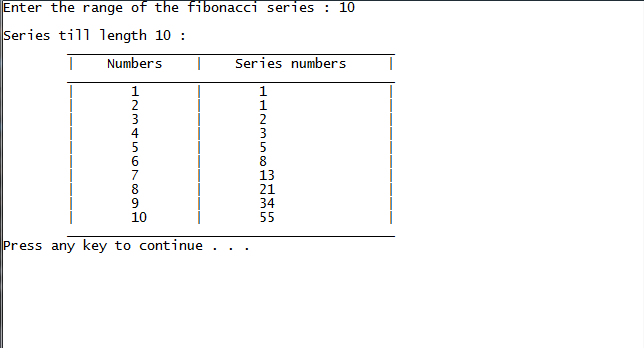 Enter the range of the fibonacci series : 10
Series till length 10 :
| Numbers | Series numbers |
| 1 | 1 |
| 2 | 1 |
| 3 | 2 |
| 4 | 3 |
| 5 | 5 |
| 6 | 8 |
| 7 | 13 |
| 8 | 21 |
| 9 | 34 |
| 10 | 55 |
Press any key to continue . . .